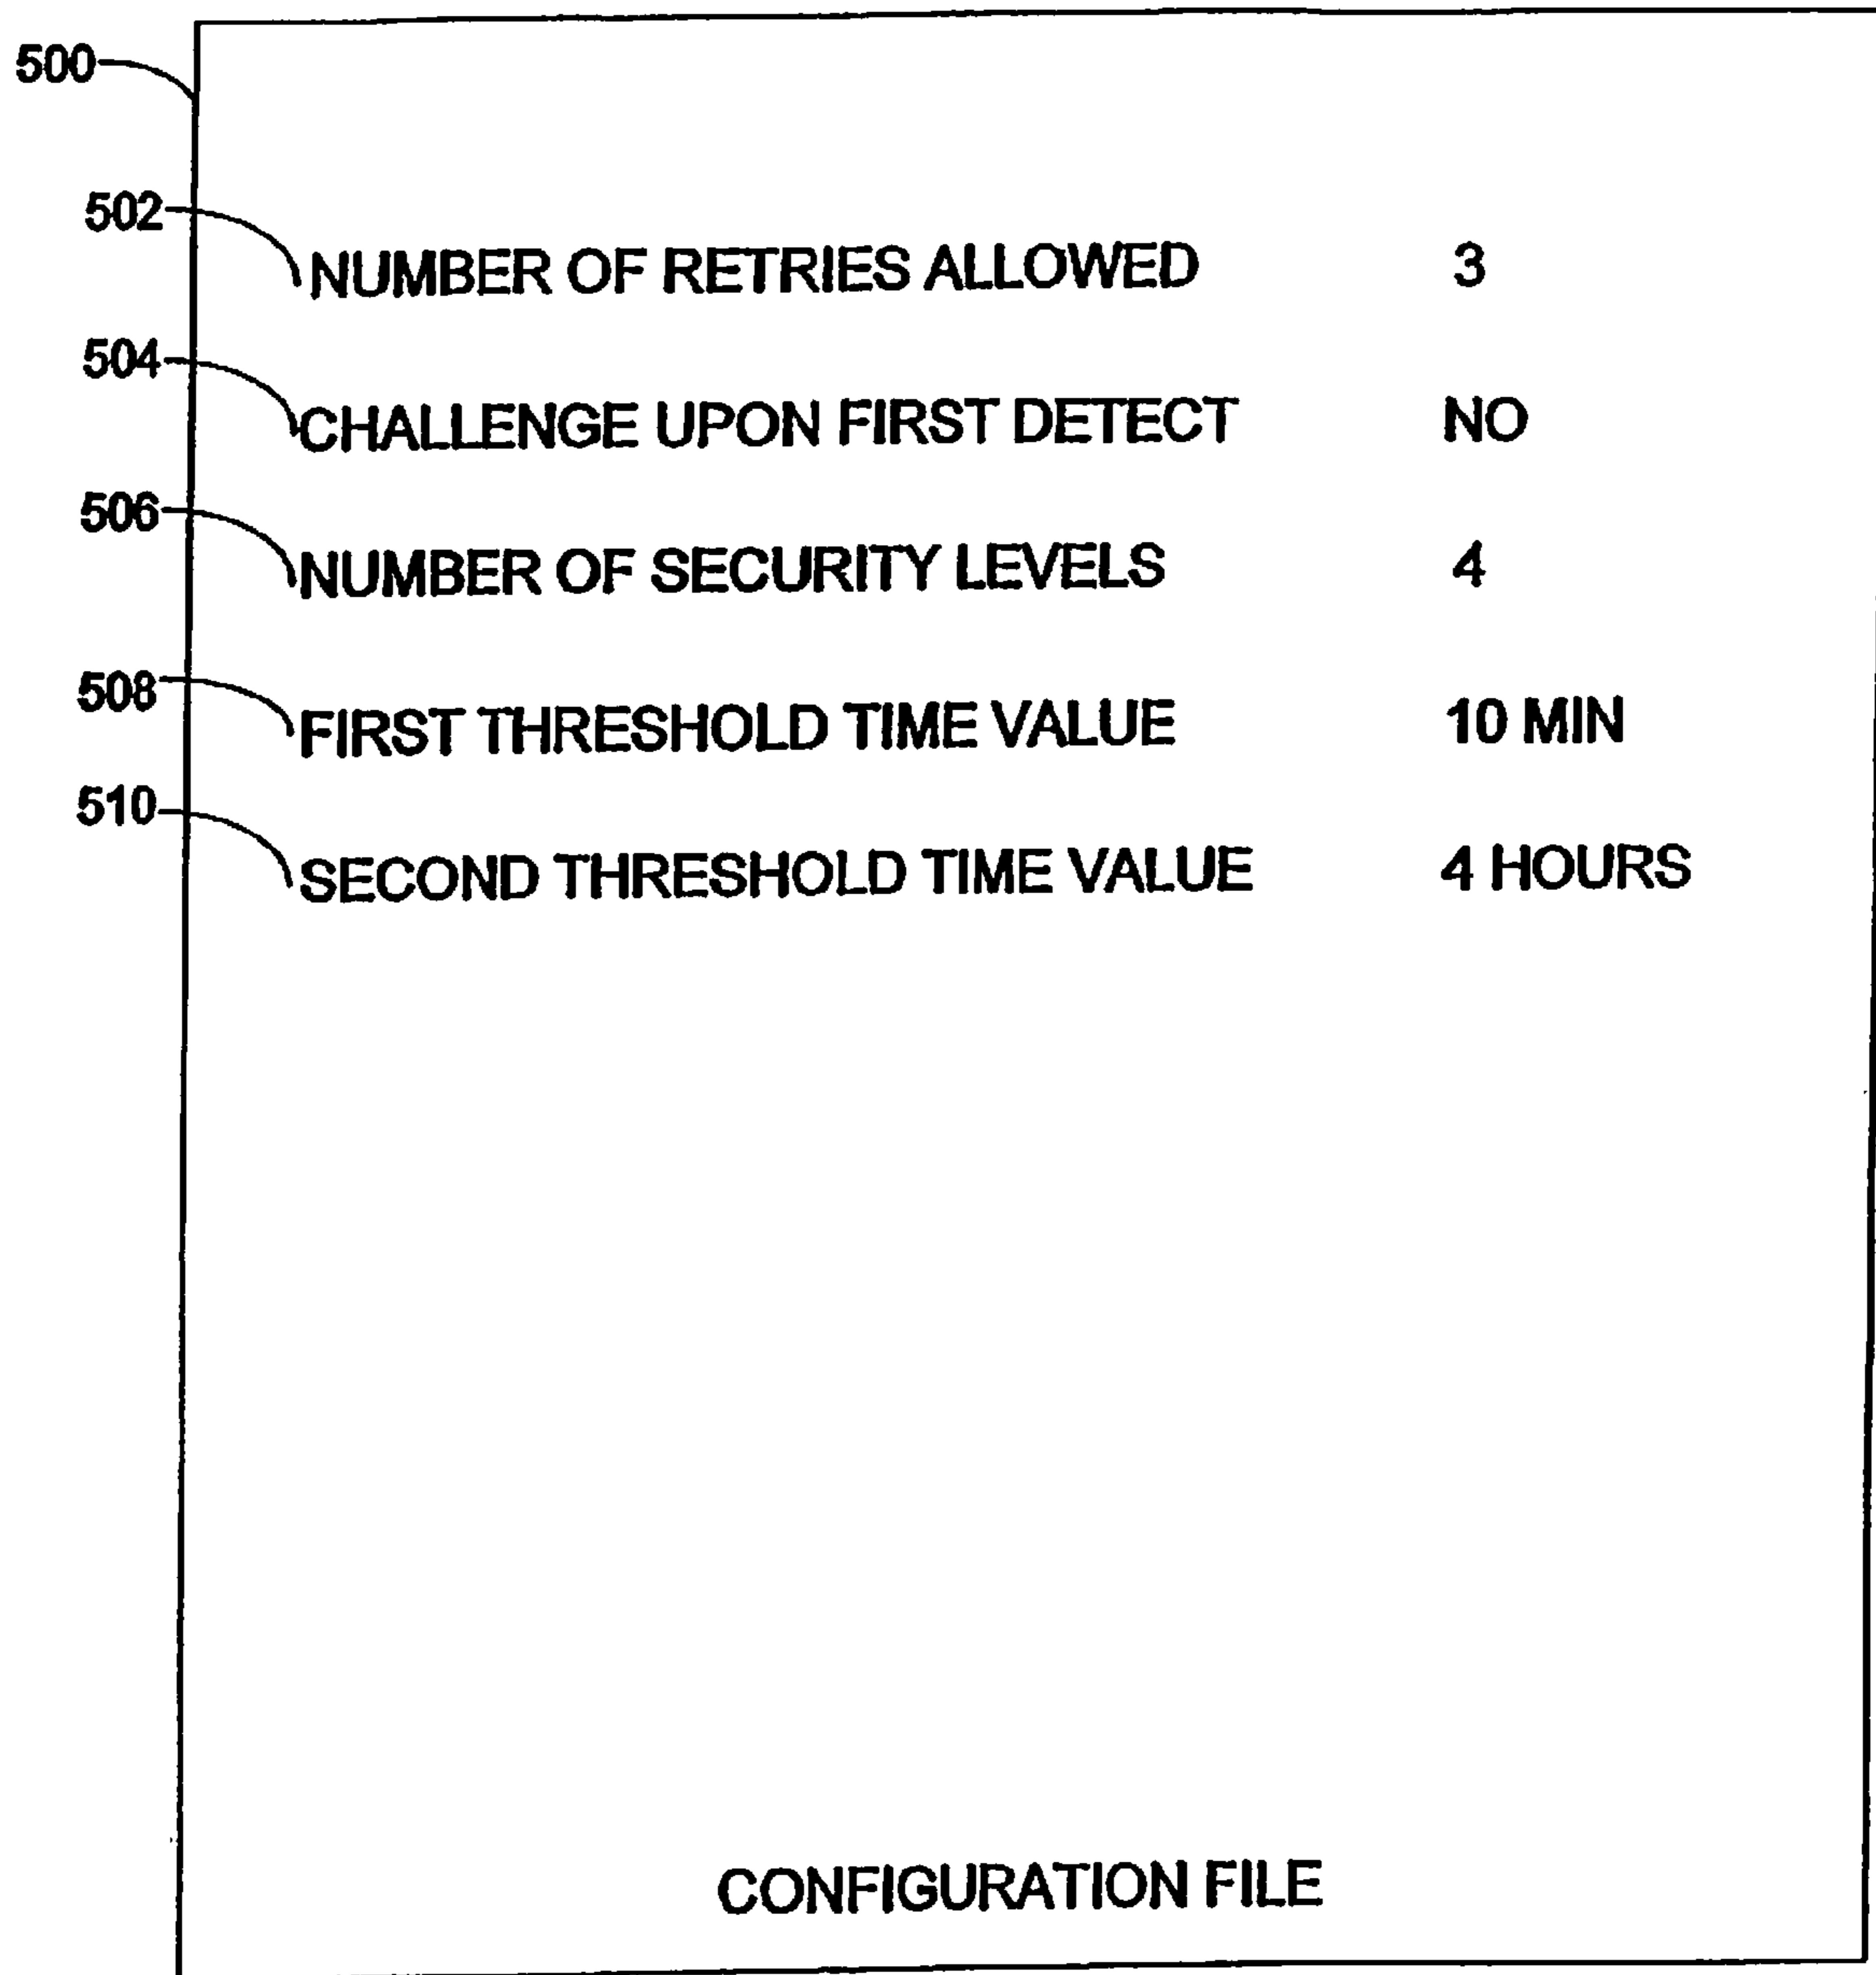 500
502
NUMBER OF RETRIES ALLOWED 3
504
CHALLENGE UPON FIRST DETECT NO
506
NUMBER OF SECURITY LEVELS 4
508
FIRST THRESHOLD TIME VALUE 10 MIN
510
SECOND THRESHOLD TIME VALUE 4 HOURS
CONFIGURATION FILE